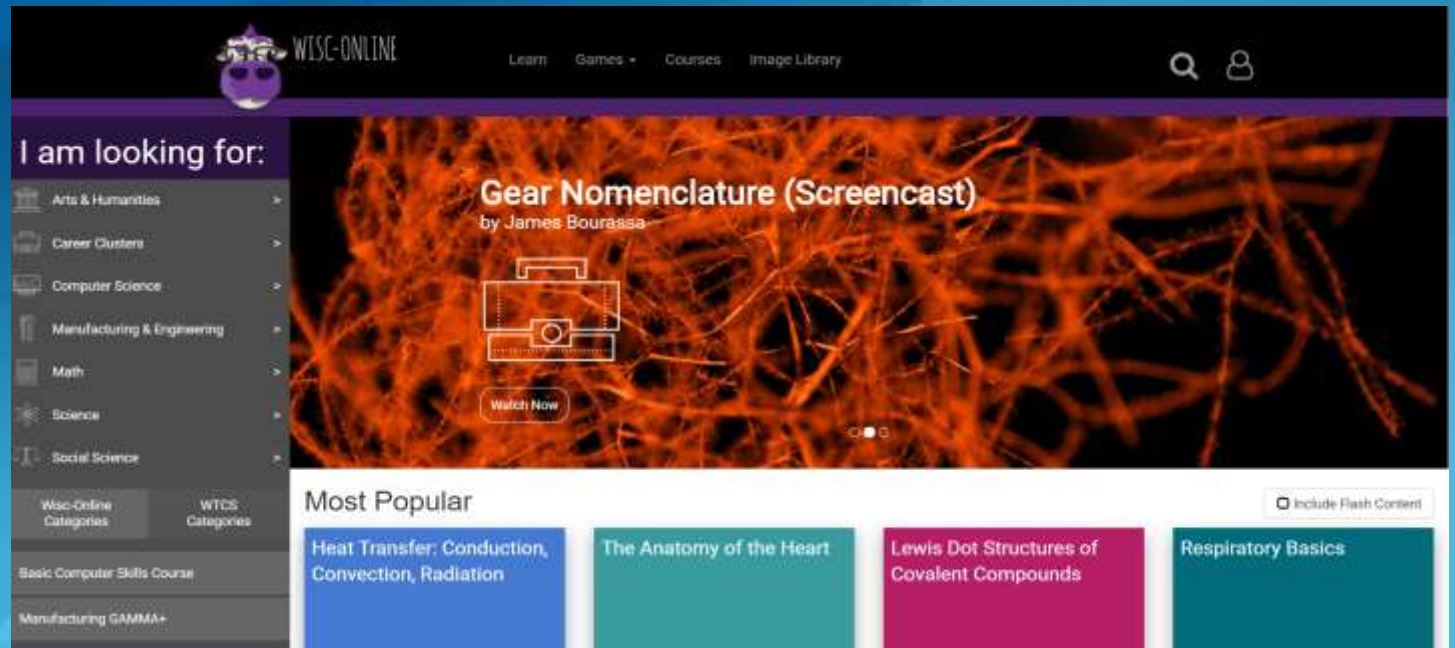 WISC-ONLINE
Learn Games Courses Image Library
I am looking for:
Arts & Humanities >
Career Clusters >
Computer Science >
Manufacturing & Engineering >
Math >
Science >
Social Science >
Wisc-Online
Categories
WTCS
Categories
Basic Computer Skills Course
Manufacturing GAMMA+
Gear Nomenclature (Screencast)
by James Bourassa
Watch Now
Most Popular
Include Flash Content
Heat Transfer: Conduction,
Convection, Radiation
The Anatomy of the Heart
Lewis Dot Structures of
Covalent Compounds
Respiratory Basics